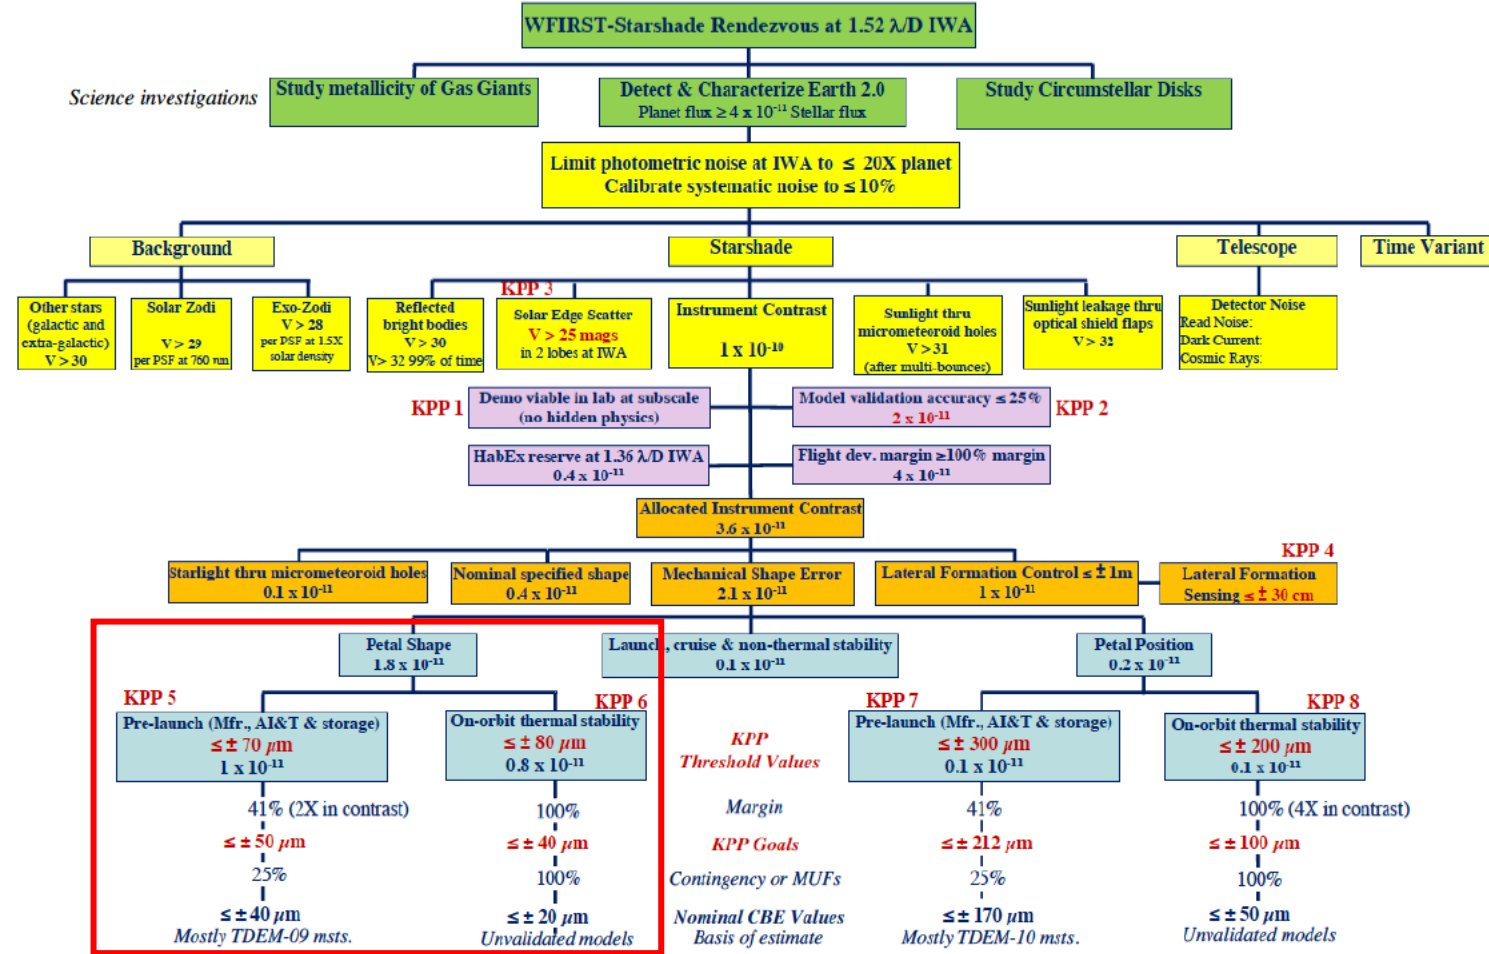 WFIRST-Starshade Rendezvous at 1.52 λ/D IWA
Science investigations
Study metallicity of Gas Giants
Detect & Characterize Earth 2.0
Planet flux ≥ 4 x 10⁻¹¹ Stellar flux
Study Circumstellar Disks
Limit photometric noise at IWA to ≤ 20X planet
Calibrate systematic noise to ≤ 10%
Background
Starshade
Telescope
Time Variant
Other stars
(galactic and
extra-galactic)
V > 30
Solar Zodi
V > 29
per PSF at 760 nm
Exo-Zodi
V > 28
per PSF at 1.5X
solar density
Reflected
bright bodies
V > 30
V> 32 99% of time
KPP 3
Solar Edge Scatter
V > 25 mags
in 2 lobes at IWA
Instrument Contrast
1 x 10⁻¹⁰
Sunlight thru
micrometeoroid holes
V > 31
(after multi-bounces)
Sunlight leakage thru
optical shield flaps
V > 32
Detector Noise
Read Noise:
Dark Current:
Cosmic Rays:
KPP 1
Demo viable in lab at subscale
(no hidden physics)
Model validation accuracy ≤ 25%
2 x 10⁻¹¹
KPP 2
HabEx reserve at 1.36 λ/D IWA
0.4 x 10⁻¹¹
Flight dev. margin ≥100% margin
4 x 10⁻¹¹
Allocated Instrument Contrast
3.6 x 10⁻¹¹
Starlight thru micrometeoroid holes
0.1 x 10⁻¹¹
Nominal specified shape
0.4 x 10⁻¹¹
Mechanical Shape Error
2.1 x 10⁻¹¹
Lateral Formation Control ≤ ± 1m
1 x 10⁻¹¹
KPP 4
Lateral Formation
Sensing ≤ ± 30 cm
Petal Shape
1.8 x 10⁻¹¹
Launch, cruise & non-thermal stability
0.1 x 10⁻¹¹
Petal Position
0.2 x 10⁻¹¹
KPP 5
Pre-launch (Mfr., AI&T & storage)
≤ ± 70 µm
1 x 10⁻¹¹
KPP 6
On-orbit thermal stability
≤ ± 80 µm
0.8 x 10⁻¹¹
KPP
Threshold Values
KPP 7
Pre-launch (Mfr., AI&T & storage)
≤ ± 300 µm
0.1 x 10⁻¹¹
KPP 8
On-orbit thermal stability
≤ ± 200 µm
0.1 x 10⁻¹¹
41% (2X in contrast)
100%
Margin
41%
100% (4X in contrast)
≤ ± 50 µm
≤ ± 40 µm
KPP Goals
≤ ± 212 µm
≤ ± 100 µm
25%
100%
Contingency or MUFs
25%
100%
≤ ± 40 µm
≤ ± 20 µm
Nominal CBE Values
≤ ± 170 µm
≤ ± 50 µm
Mostly TDEM-09 msts.
Unvalidated models
Basis of estimate
Mostly TDEM-10 msts.
Unvalidated models